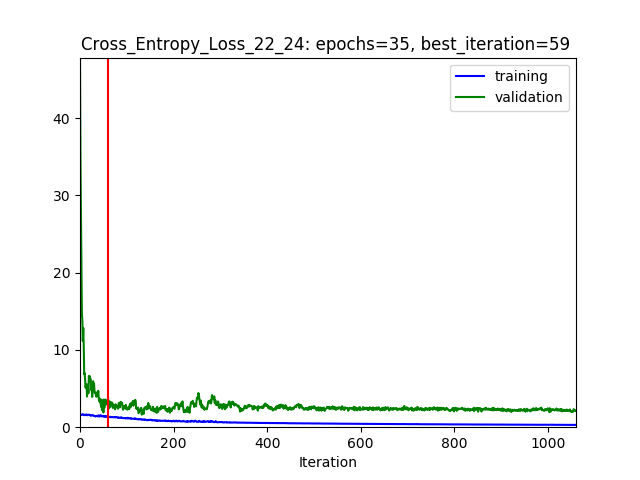 Cross_Entropy_Loss_22_24: epochs=35, best_iteration=59
training
validation
40
30
20
10
0
0 200 400 600 800 1000
Iteration